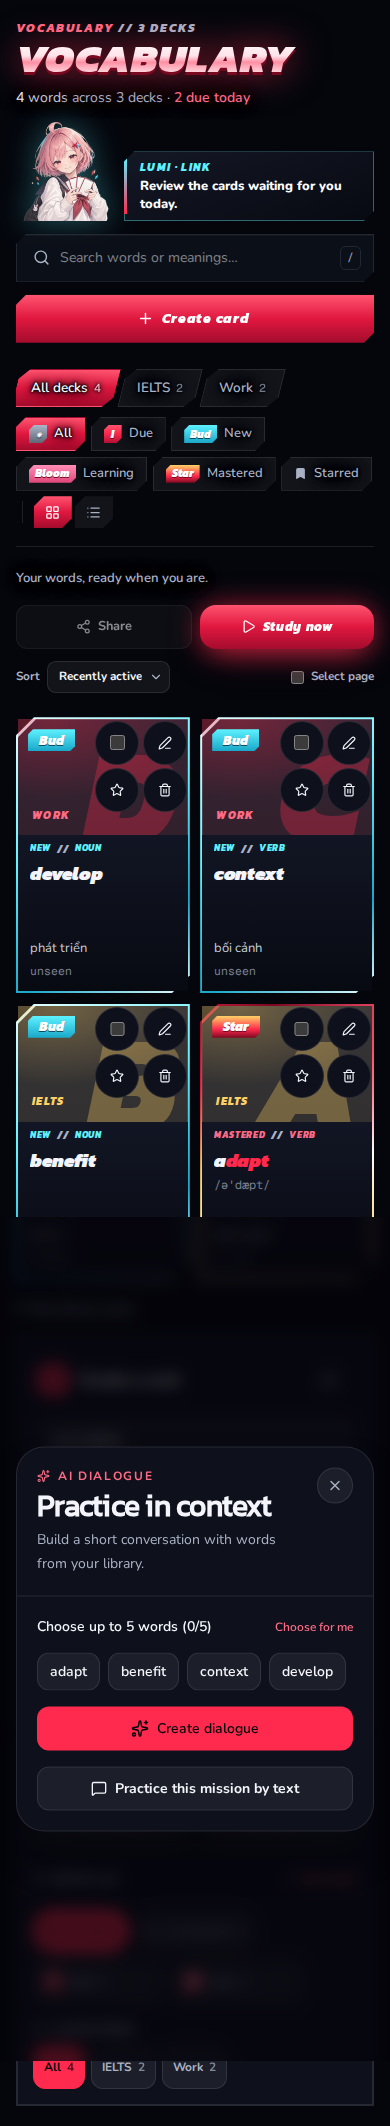 VOCABULARY // 3 DECKS
VOCABULARY
4 words across 3 decks · 2 due today
LUMI · LINK
Review the cards waiting for you
today.
Search words or meanings... /
Create card
All decks 4 IELTS 2 Work 2
All ! Due Bud New
Bloom Learning Star Mastered Starred
Your words, ready when you are.
Share Study now
Sort Recently active Select page
Bud
WORK
NEW // NOUN
develop
phát triển
unseen
Bud
WORK
NEW // VERB
context
bối cảnh
unseen
Bud
B
IELTS
NEW // NOUN
benefit
Star
A
IELTS
MASTERED // VERB
adapt
/əˈdæpt/
AI DIALOGUE
Practice in context
Build a short conversation with words
from your library.
Choose up to 5 words (0/5) Choose for me
adapt benefit context develop
Create dialogue
Practice this mission by text
All 4 IELTS 2 Work 2